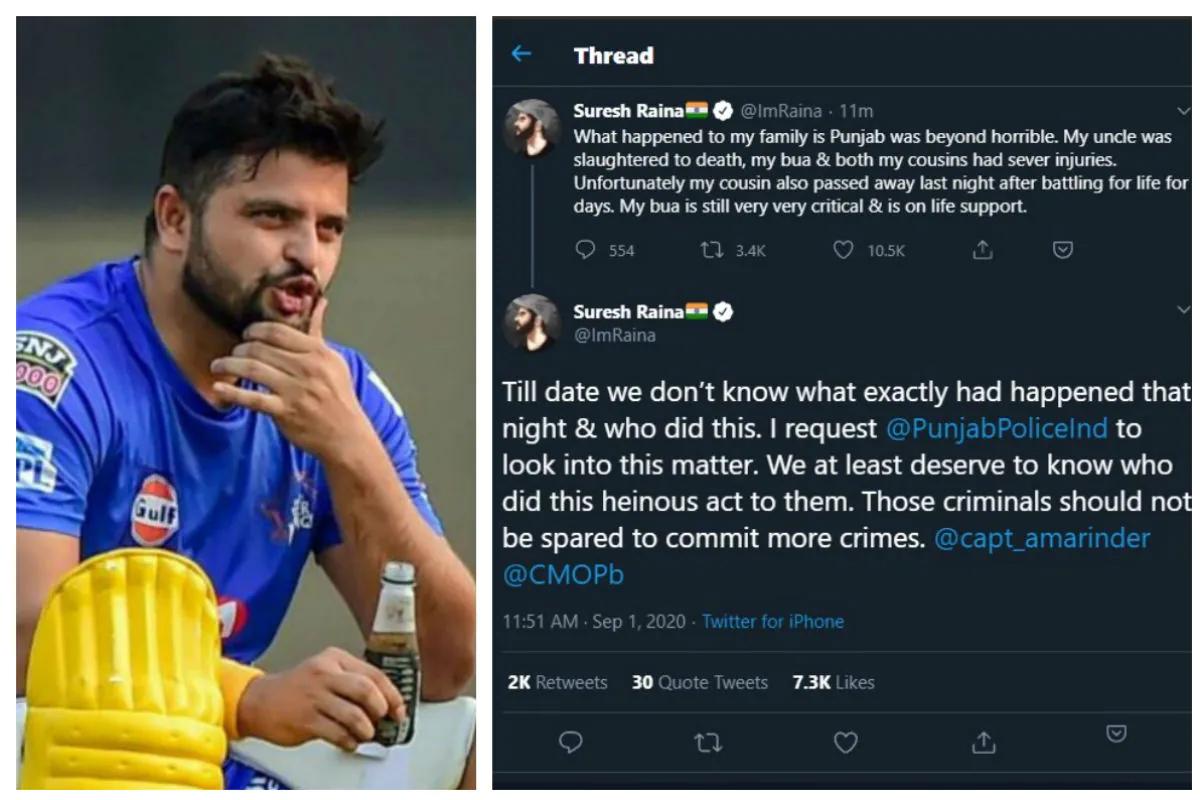 SNJ
000
Gulf
Thread
Suresh Raina🇮🇳 @ImRaina · 11m
What happened to my family is Punjab was beyond horrible. My uncle was
slaughtered to death, my bua & both my cousins had sever injuries.
Unfortunately my cousin also passed away last night after battling for life for
days. My bua is still very very critical & is on life support.
554 3.4K 10.5K
Suresh Raina🇮🇳
@ImRaina
Till date we don’t know what exactly had happened that
night & who did this. I request @PunjabPoliceInd to
look into this matter. We at least deserve to know who
did this heinous act to them. Those criminals should not
be spared to commit more crimes. @capt_amarinder
@CMOPb
11:51 AM · Sep 1, 2020 · Twitter for iPhone
2K Retweets 30 Quote Tweets 7.3K Likes